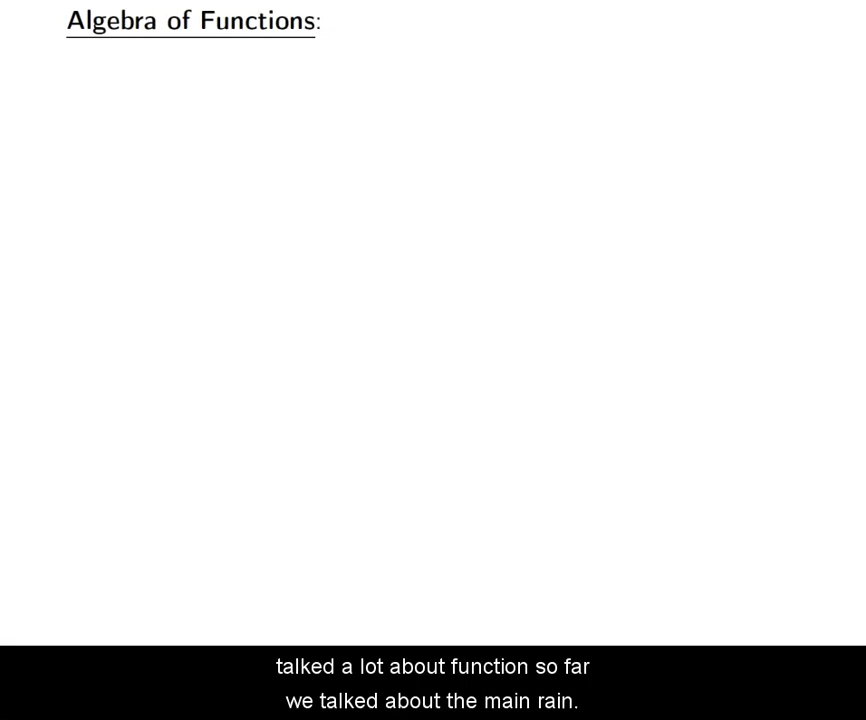 Algebra of Functions:
talked a lot about function so far
we talked about the main rain.